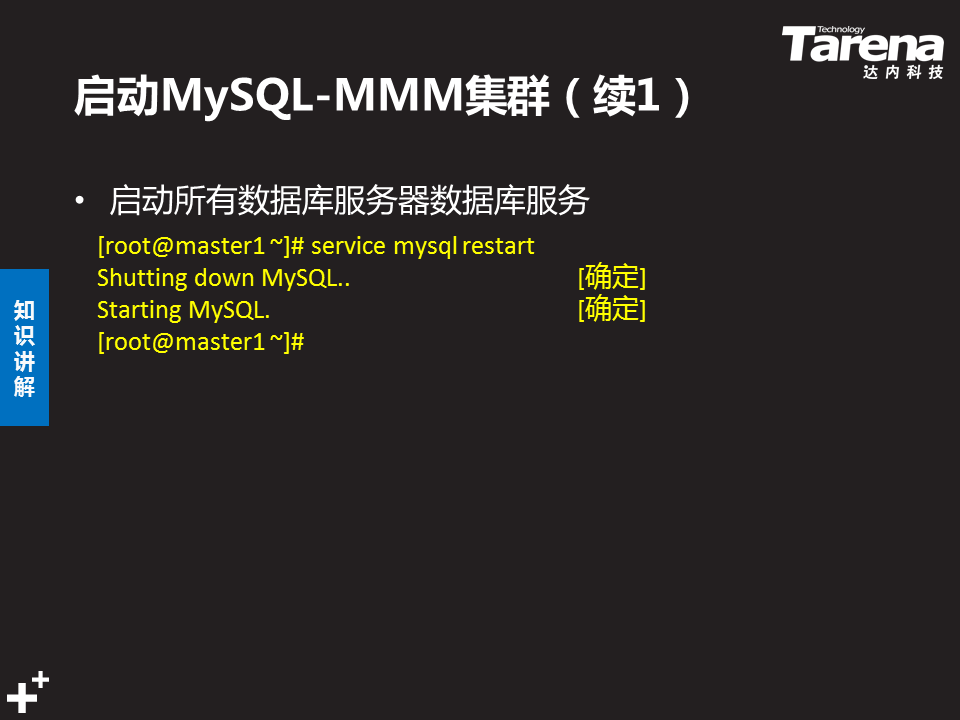 Technology
Tarena
达内科技
启动MySQL-MMM集群（续1）
• 启动所有数据库服务器数据库服务
[root@master1 ~]# service mysql restart
Shutting down MySQL.. [确定]
Starting MySQL. [确定]
[root@master1 ~]#
知
识
讲
解